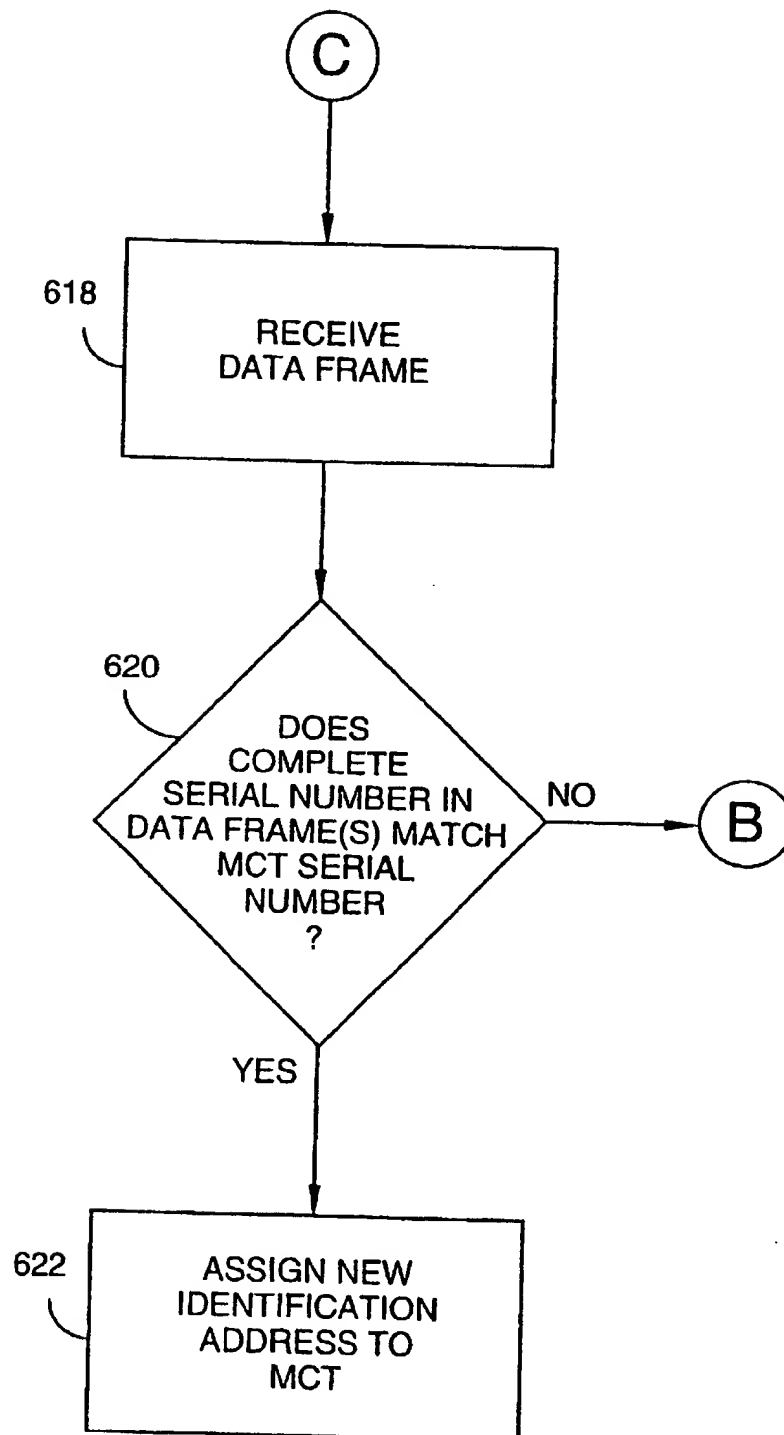 C
618
RECEIVE
DATA FRAME
620
DOES
COMPLETE
SERIAL NUMBER IN
DATA FRAME(S) MATCH
MCT SERIAL
NUMBER
?
NO
B
YES
622
ASSIGN NEW
IDENTIFICATION
ADDRESS TO
MCT